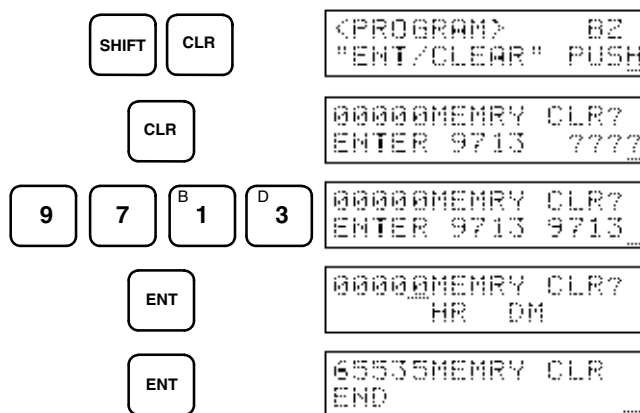 SHIFT CLR
<PROGRAM> BZ
"ENT/CLEAR" PUSH
CLR
00000MEMRY CLR?
ENTER 9713 ????
9 7 B 1 D 3
00000MEMRY CLR?
ENTER 9713 9713_
ENT
00000MEMRY CLR?
HR DM
ENT
65535MEMRY CLR
END